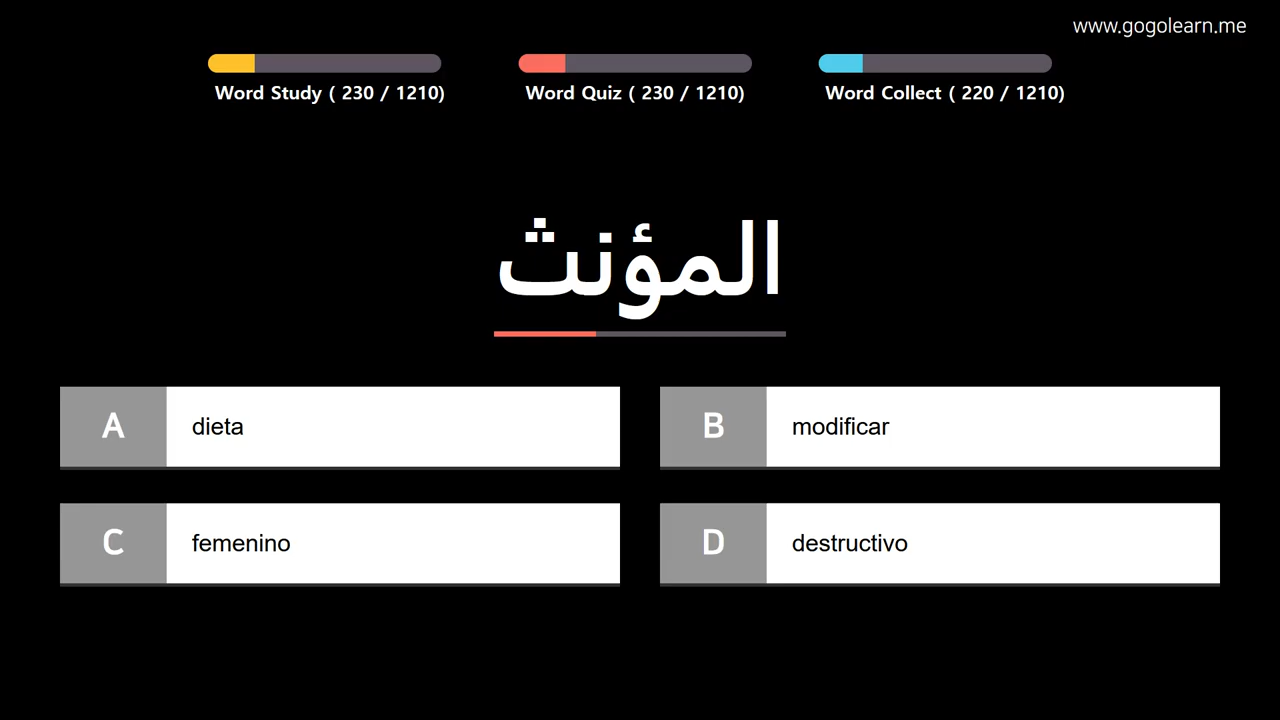 www.gogolearn.me
Word Study ( 230 / 1210)
Word Quiz ( 230 / 1210)
Word Collect ( 220 / 1210)
المؤنث
A dieta
B modificar
C femenino
D destructivo